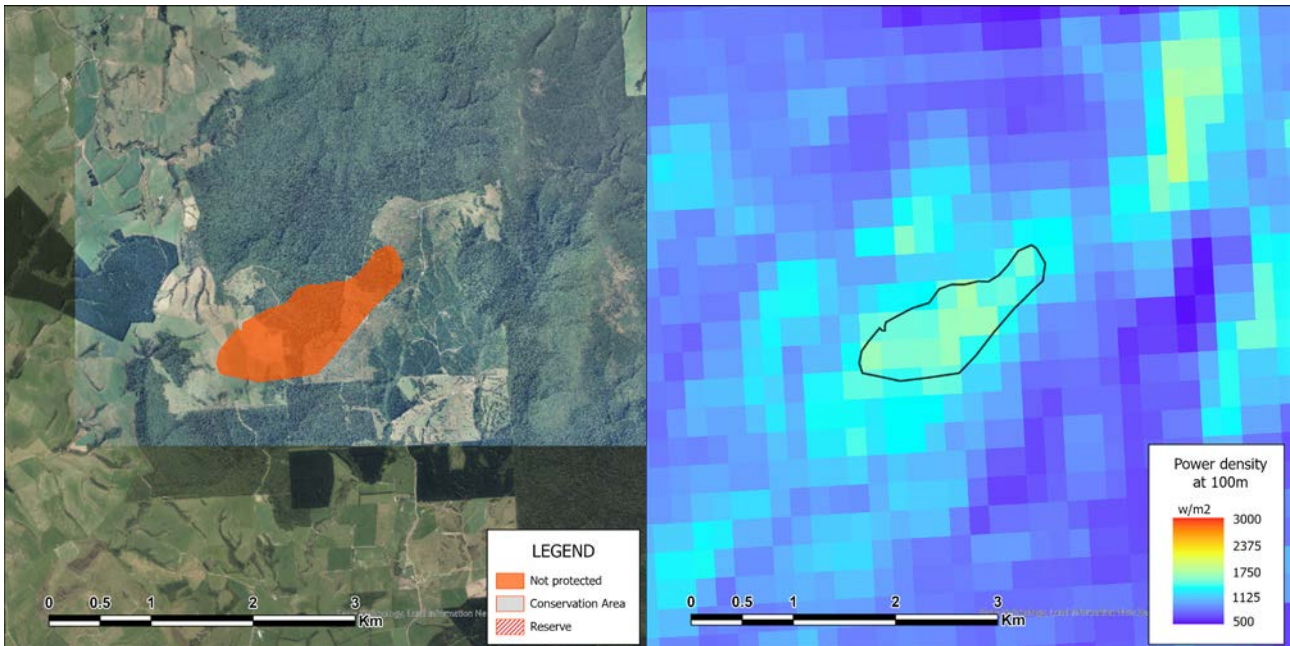 LEGEND
Not protected
Conservation Area
Reserve
0 0.5 1 2 3
Km
Power density
at 100m
w/m2
3000
2375
1750
1125
500
0 0.5 1 2 3
Km